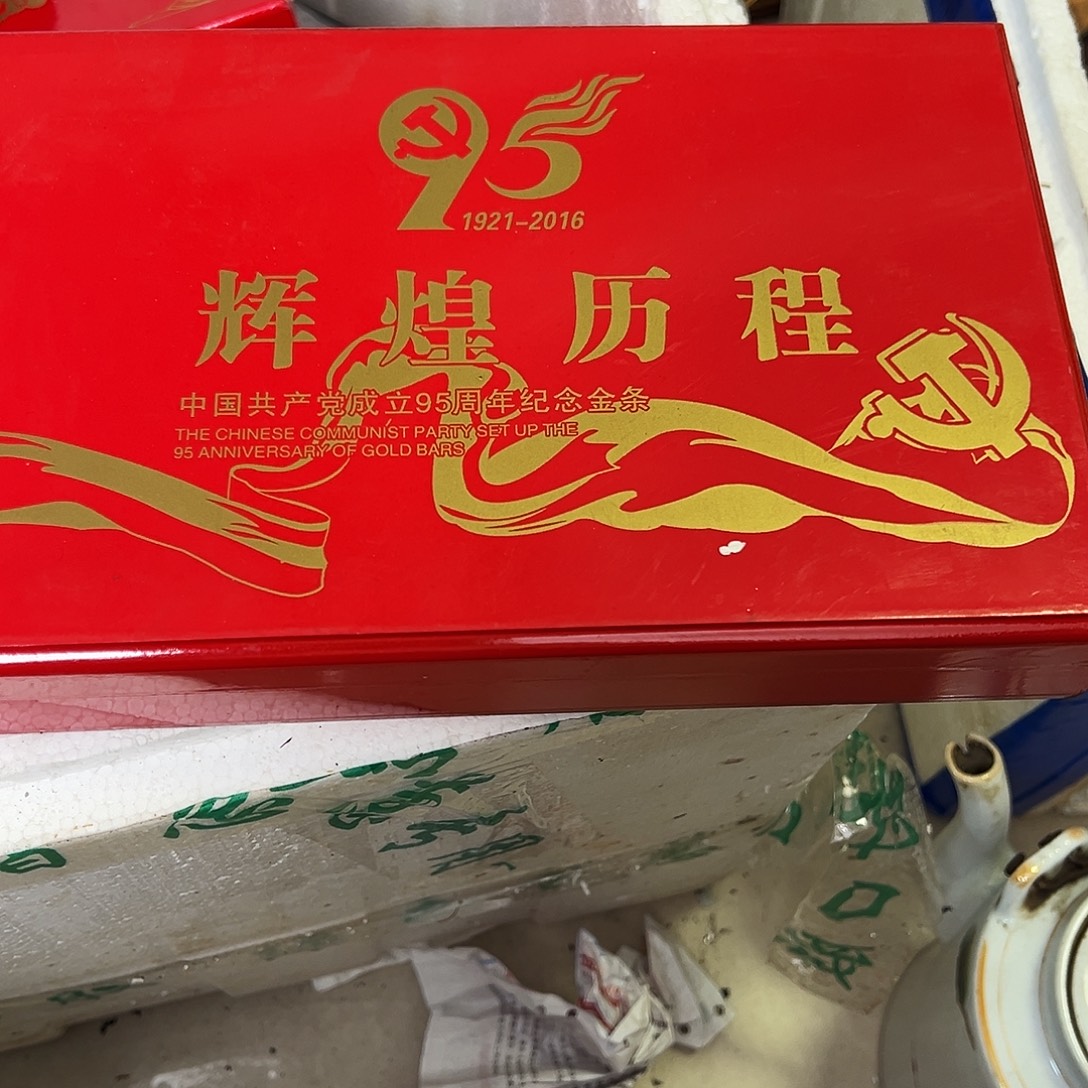 95
1921-2016
辉煌历程
中国共产党成立95周年纪念金条
THE CHINESE COMMUNIST PARTY SET UP THE
95 ANNIVERSARY OF GOLD BARS